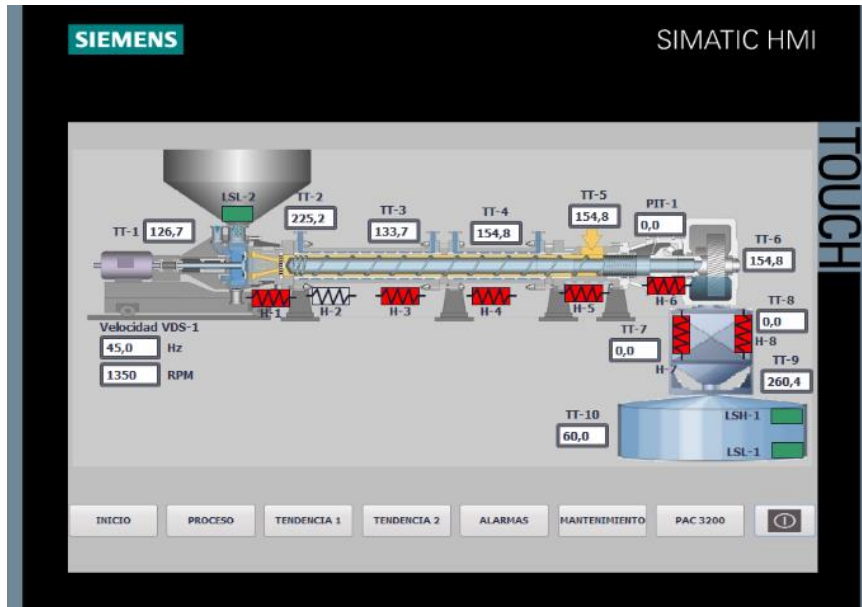 SIEMENS
SIMATIC HMI
TOUCH
LSL-2
TT-1
126,7
TT-2
225,2
TT-3
133,7
TT-4
154,8
TT-5
154,8
PIT-1
0,0
TT-6
154,8
H-1
H-2
H-3
H-4
H-5
H-6
Velocidad VDS-1
45,0 Hz
1350 RPM
TT-7
0,0
H-7
TT-8
0,0
H-8
TT-9
260,4
TT-10
60,0
LSH-1
LSL-1
INICIO
PROCESO
TENDENCIA 1
TENDENCIA 2
ALARMAS
MANTENIMIENTO
PAC 3200